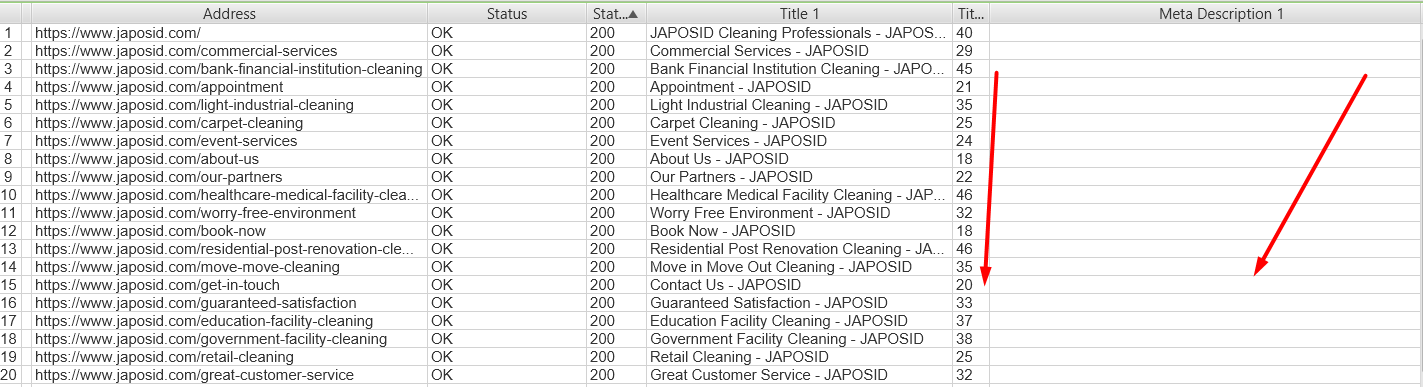 Address Status Stat... Title 1 Tit... Meta Description 1
1 https://www.japosid.com/ OK 200 JAPOSID Cleaning Professionals - JAPOS... 40
2 https://www.japosid.com/commercial-services OK 200 Commercial Services - JAPOSID 29
3 https://www.japosid.com/bank-financial-institution-cleaning OK 200 Bank Financial Institution Cleaning - JAPO... 45
4 https://www.japosid.com/appointment OK 200 Appointment - JAPOSID 21
5 https://www.japosid.com/light-industrial-cleaning OK 200 Light Industrial Cleaning - JAPOSID 35
6 https://www.japosid.com/carpet-cleaning OK 200 Carpet Cleaning - JAPOSID 25
7 https://www.japosid.com/event-services OK 200 Event Services - JAPOSID 24
8 https://www.japosid.com/about-us OK 200 About Us - JAPOSID 18
9 https://www.japosid.com/our-partners OK 200 Our Partners - JAPOSID 22
10 https://www.japosid.com/healthcare-medical-facility-clea... OK 200 Healthcare Medical Facility Cleaning - JAP... 46
11 https://www.japosid.com/worry-free-environment OK 200 Worry Free Environment - JAPOSID 32
12 https://www.japosid.com/book-now OK 200 Book Now - JAPOSID 18
13 https://www.japosid.com/residential-post-renovation-cle... OK 200 Residential Post Renovation Cleaning - JA... 46
14 https://www.japosid.com/move-move-cleaning OK 200 Move in Move Out Cleaning - JAPOSID 35
15 https://www.japosid.com/get-in-touch OK 200 Contact Us - JAPOSID 20
16 https://www.japosid.com/guaranteed-satisfaction OK 200 Guaranteed Satisfaction - JAPOSID 33
17 https://www.japosid.com/education-facility-cleaning OK 200 Education Facility Cleaning - JAPOSID 37
18 https://www.japosid.com/government-facility-cleaning OK 200 Government Facility Cleaning - JAPOSID 38
19 https://www.japosid.com/retail-cleaning OK 200 Retail Cleaning - JAPOSID 25
20 https://www.japosid.com/great-customer-service OK 200 Great Customer Service - JAPOSID 32